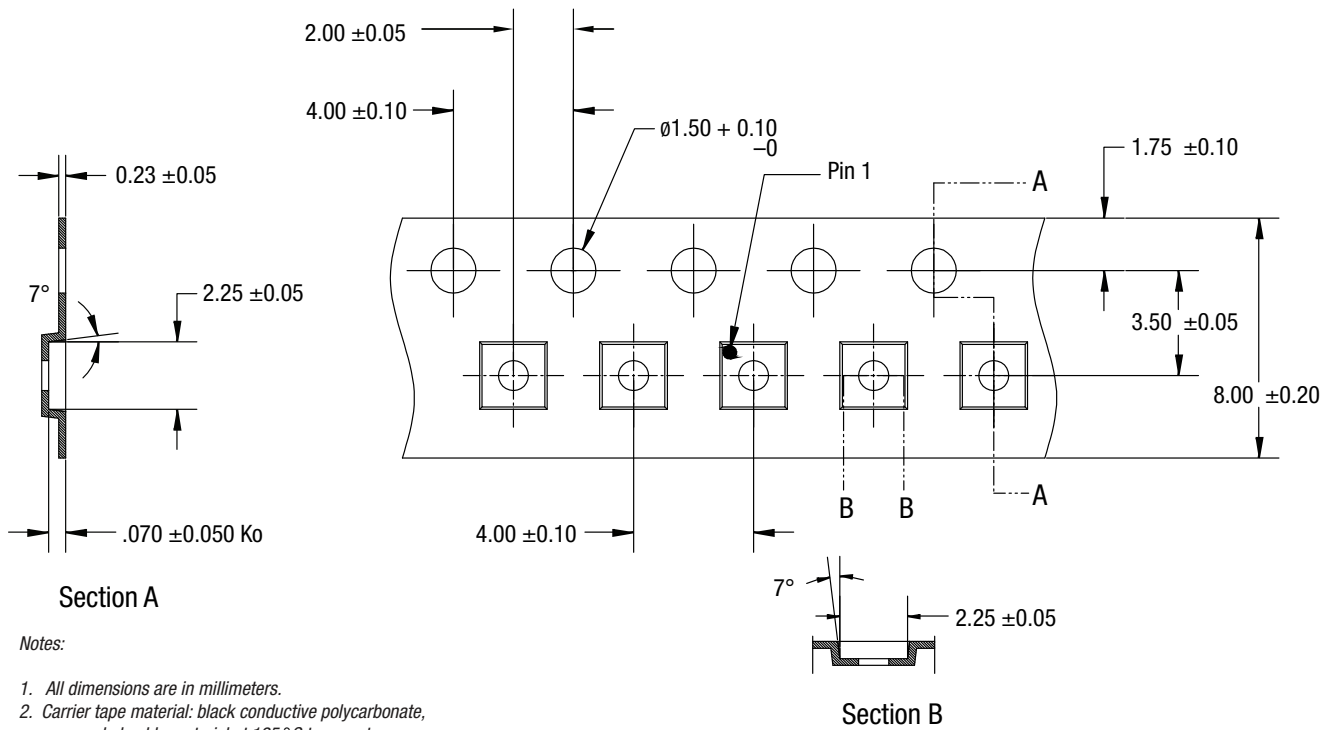 2.00 ±0.05
4.00 ±0.10
ø1.50 + 0.10
–0
Pin 1
1.75 ±0.10
A
0.23 ±0.05
7°
2.25 ±0.05
3.50 ±0.05
8.00 ±0.20
B B
A
.070 ±0.050 Ko
4.00 ±0.10
Section A
7°
2.25 ±0.05
Section B
Notes:
1. All dimensions are in millimeters.
2. Carrier tape material: black conductive polycarbonate,